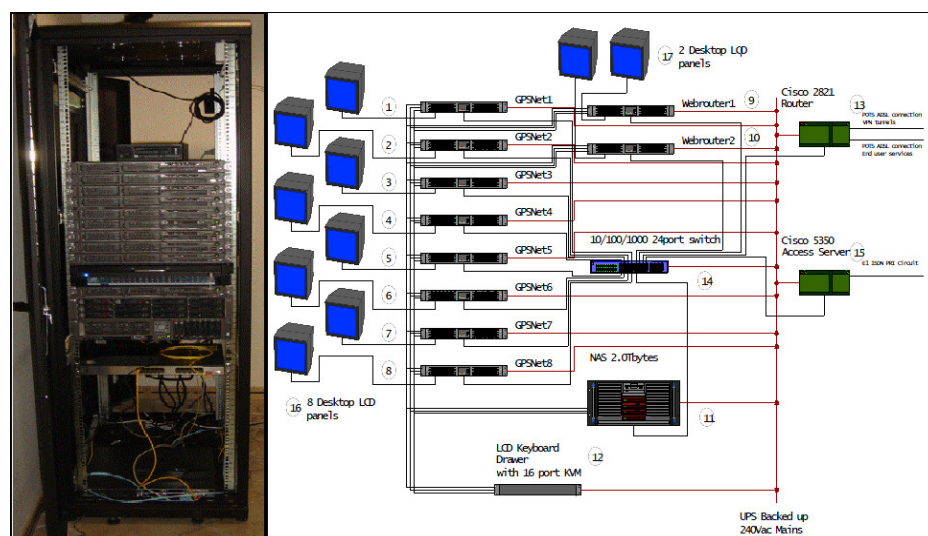 17
2 Desktop LCD
panels
1
GPSNet1
2
GPSNet2
3
GPSNet3
4
GPSNet4
5
GPSNet5
6
GPSNet6
7
GPSNet7
8
GPSNet8
16
8 Desktop LCD
panels
Webrouter1
9
Webrouter2
10
Cisco 2821
Router
13
POTS ADSL connection
VPN tunnels
POTS ADSL connection
End user services
10/100/1000 24port switch
14
Cisco 5350
Access Server
15
E1 ISDN PRI Circuit
NAS 2.0Tbytes
11
LCD Keyboard
Drawer
with 16 port KVM
12
UPS Backed up
240Vac Mains